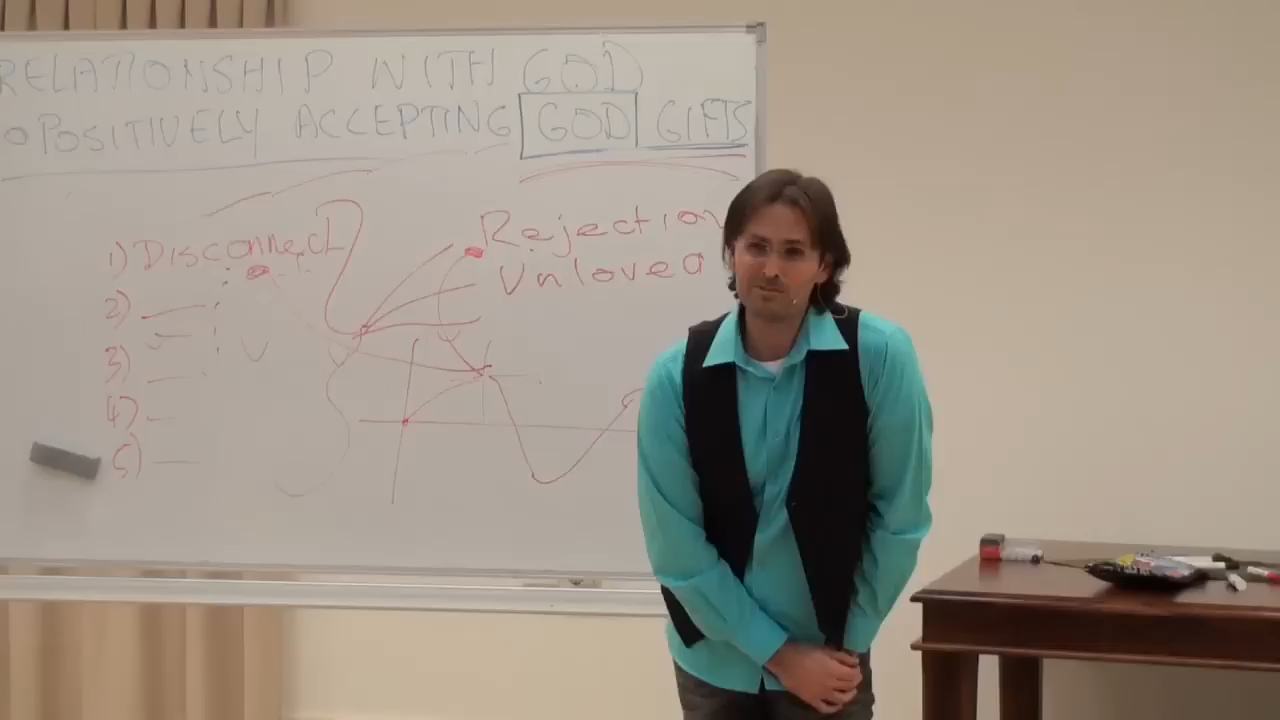 RELATIONSHIP WITH GOD
POSITIVELY ACCEPTING GOD GIFTS
1) Disconnect
Rejection
Unloved
2)
3)
4)
5)